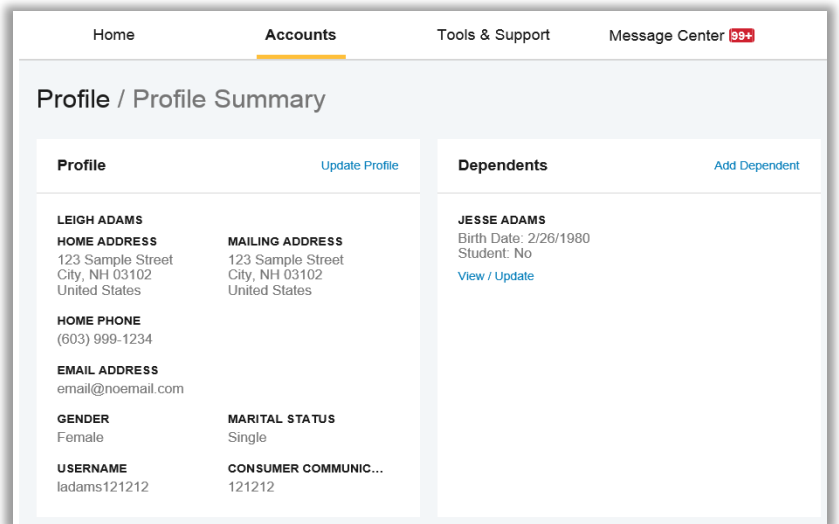 Home Accounts Tools & Support Message Center 99+
Profile / Profile Summary
Profile Update Profile
LEIGH ADAMS
HOME ADDRESS MAILING ADDRESS
123 Sample Street 123 Sample Street
City, NH 03102 City, NH 03102
United States United States
HOME PHONE
(603) 999-1234
EMAIL ADDRESS
email@noemail.com
GENDER MARITAL STATUS
Female Single
USERNAME CONSUMER COMMUNIC...
ladams121212 121212
Dependents Add Dependent
JESSE ADAMS
Birth Date: 2/26/1980
Student: No
View / Update